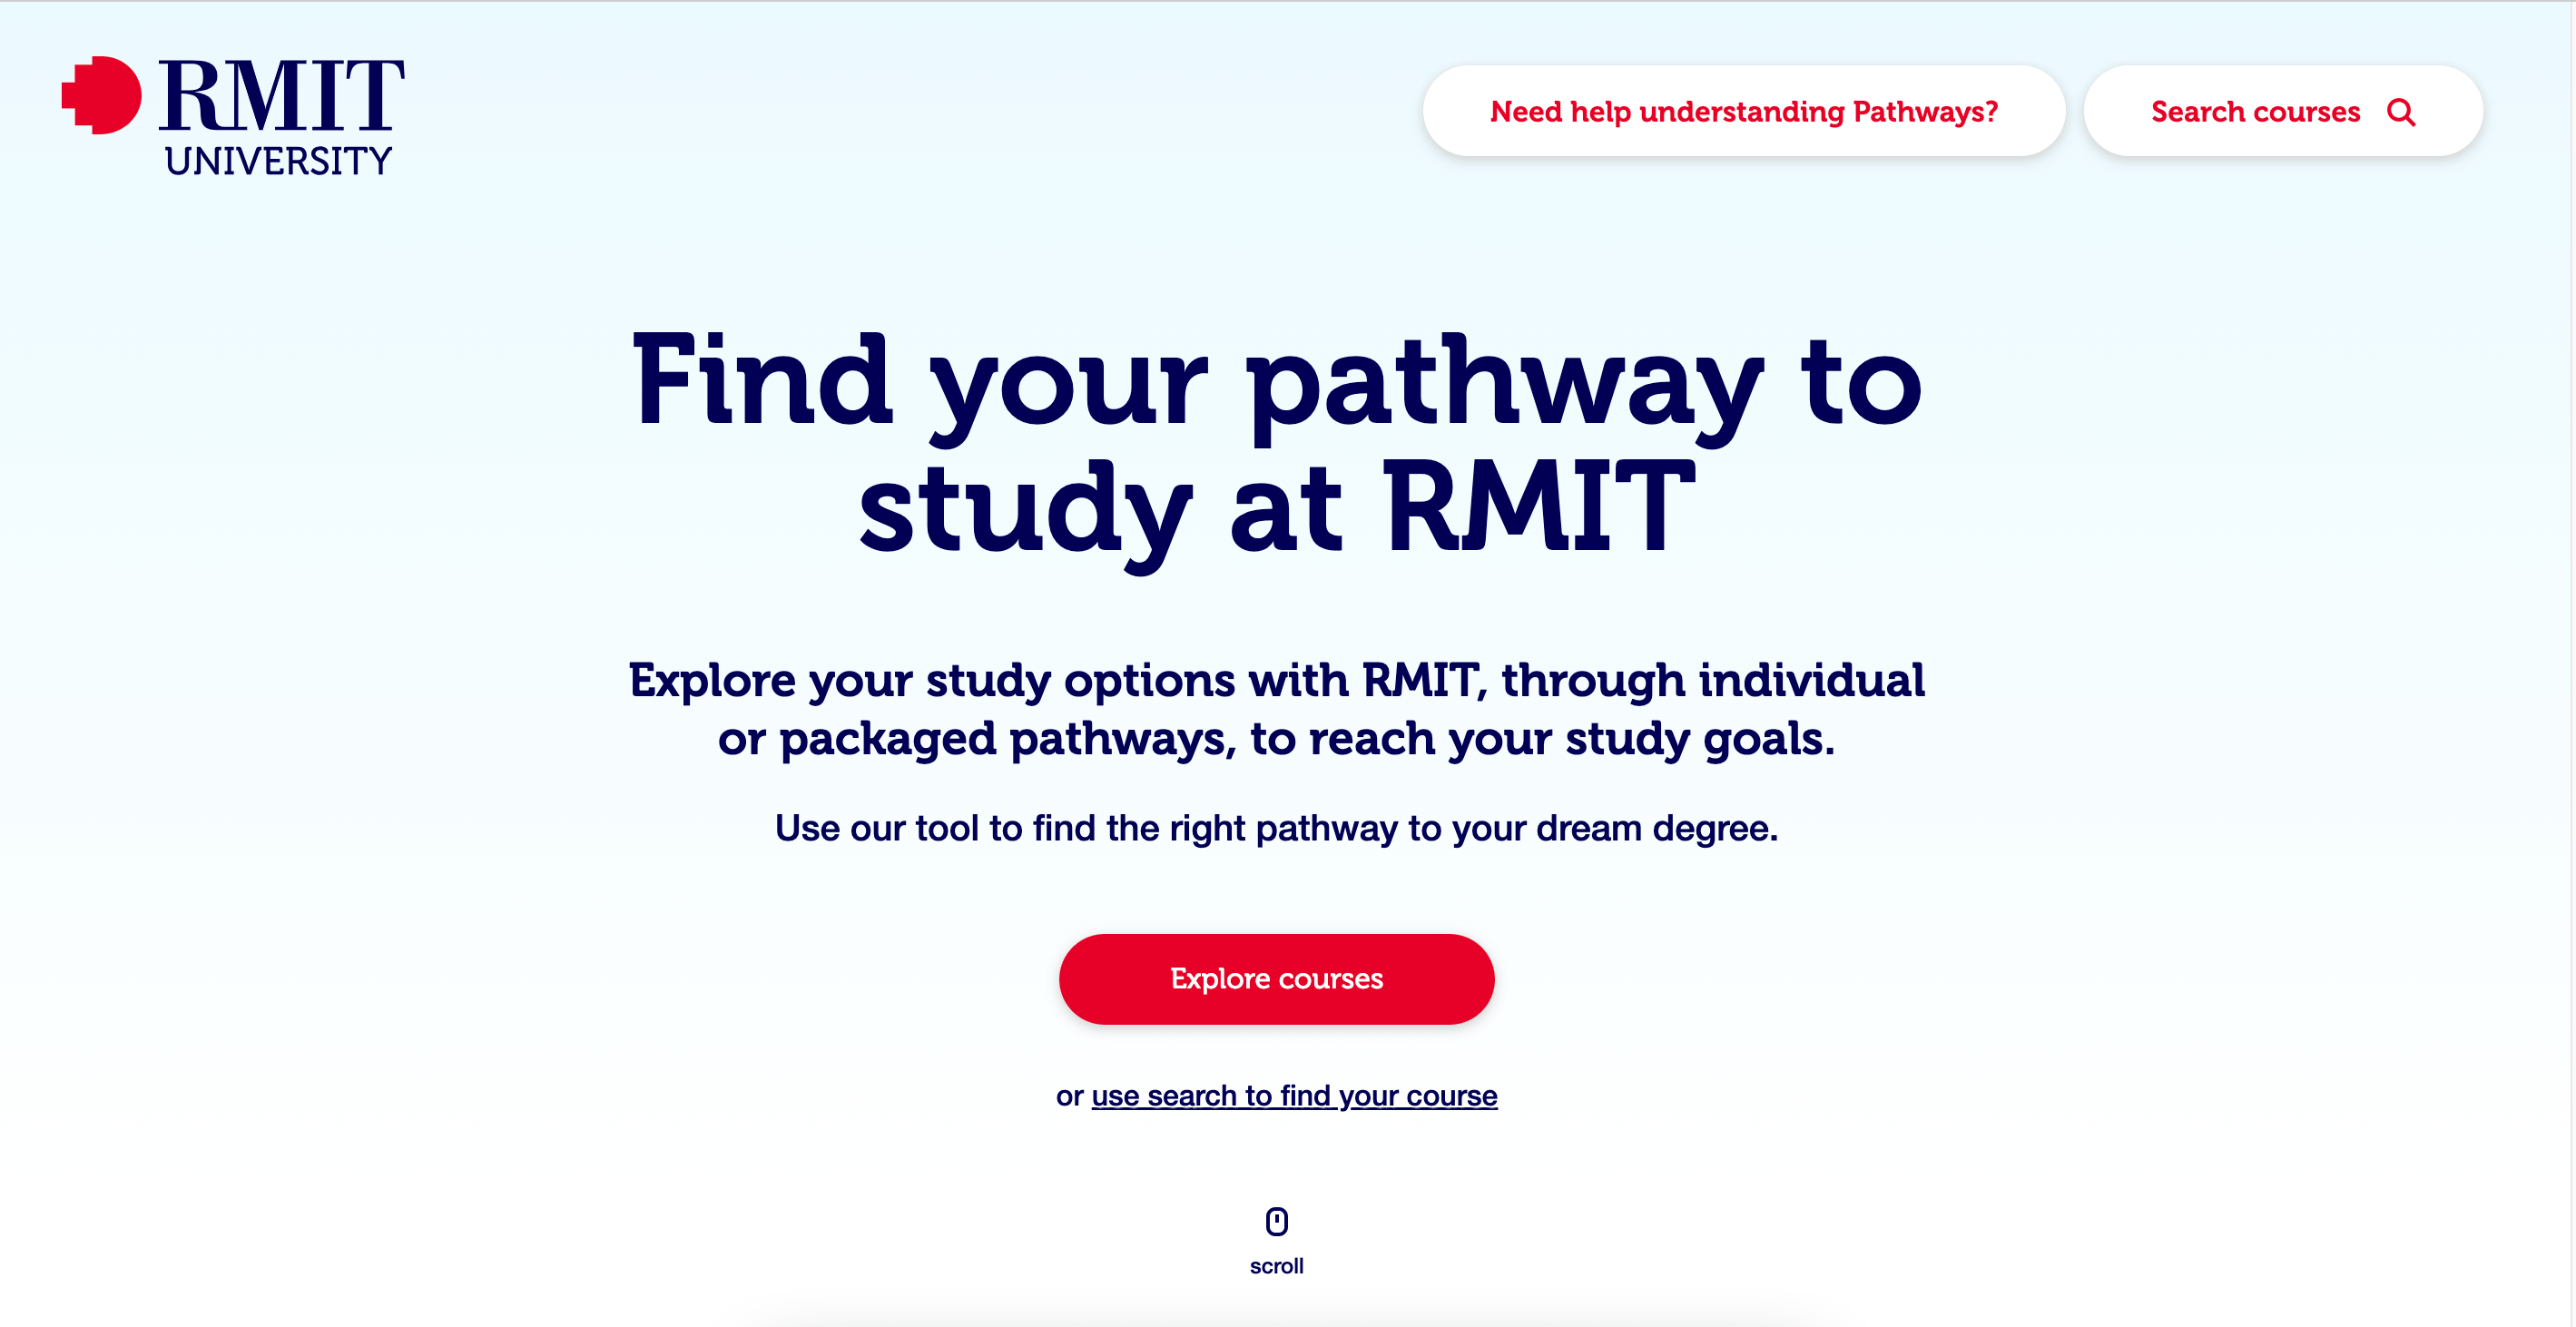 RMIT
UNIVERSITY
Need help understanding Pathways?
Search courses
Find your pathway to
study at RMIT
Explore your study options with RMIT, through individual
or packaged pathways, to reach your study goals.
Use our tool to find the right pathway to your dream degree.
Explore courses
or use search to find your course
scroll